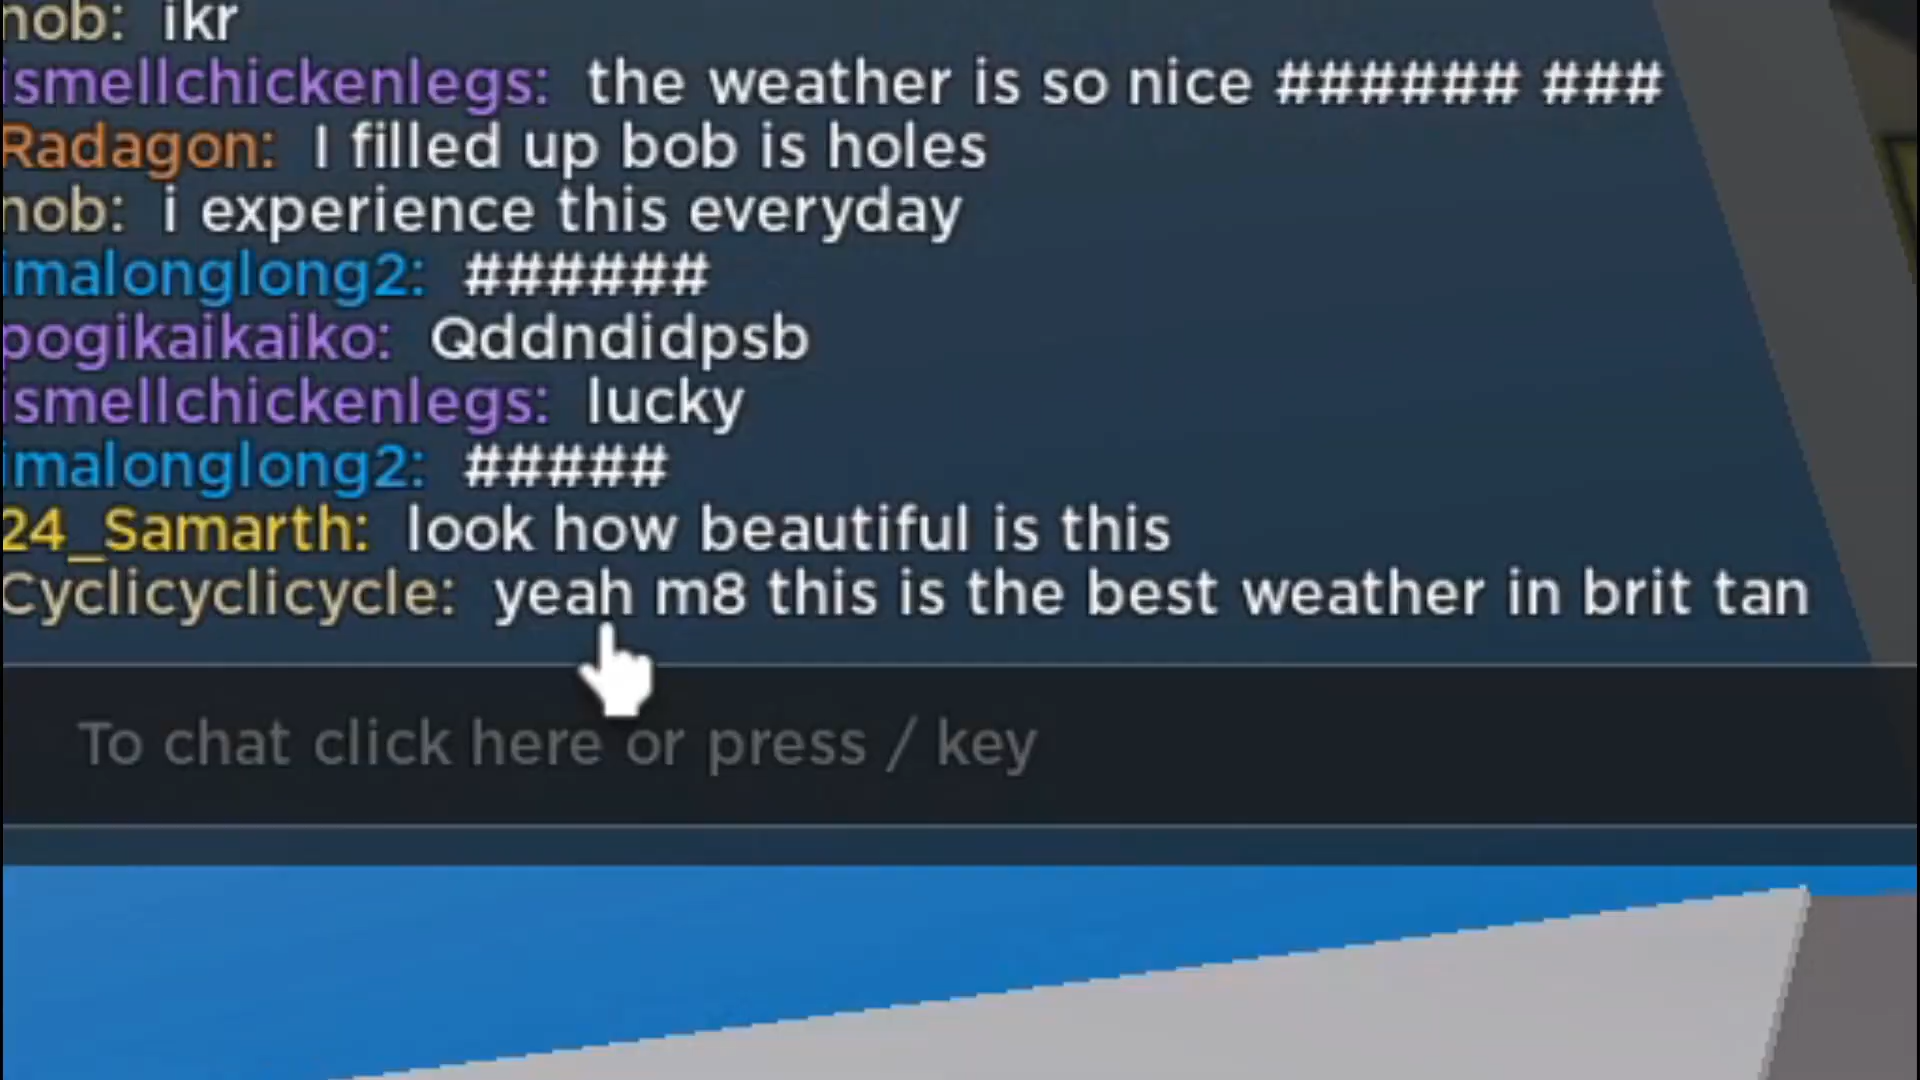 nob: ikr
ismellchickenlegs: the weather is so nice ###### ###
Radagon: I filled up bob is holes
nob: i experience this everyday
imalonglong2: ######
pogikaikaiko: Qddndidpsb
ismellchickenlegs: lucky
imalonglong2: #####
24_Samarth: look how beautiful is this
Cyclicyclicycle: yeah m8 this is the best weather in brit tan
To chat click here or press / key